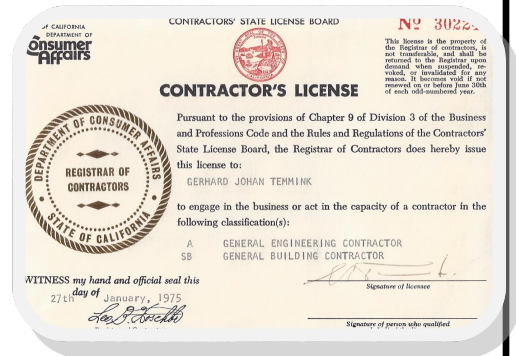 OF CALIFORNIA
DEPARTMENT OF
Consumer
Affairs
CONTRACTORS' STATE LICENSE BOARD
Nº 3022
This license is the property of
the Registrar of contractors, is
not transferable, and shall be
returned to the Registrar upon
demand when suspended, re-
voked, or invalidated for any
reason. It becomes void if not
renewed on or before June 30th
of each odd-numbered year.
CONTRACTOR'S LICENSE
DEPARTMENT OF CONSUMER AFFAIRS
REGISTRAR OF
CONTRACTORS
STATE OF CALIFORNIA
Pursuant to the provisions of Chapter 9 of Division 3 of the Business
and Professions Code and the Rules and Regulations of the Contractors'
State License Board, the Registrar of Contractors does hereby issue
this license to:
GERHARD JOHAN TEMMINK
to engage in the business or act in the capacity of a contractor in the
following classification(s):
A GENERAL ENGINEERING CONTRACTOR
SB GENERAL BUILDING CONTRACTOR
WITNESS my hand and official seal this
27th day of January, 1975
Signature of licensee
Signature of person who qualified